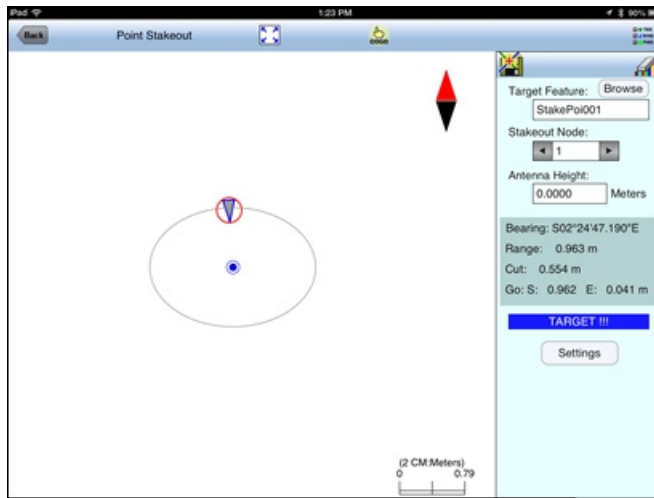 iPad 1:23 PM 90%
Back Point Stakeout COGO
Target Feature: Browse
StakePoi001
Stakeout Node:
1
Antenna Height:
0.0000 Meters
Bearing: S02°24'47.190"E
Range: 0.963 m
Cut: 0.554 m
Go: S: 0.962 E: 0.041 m
TARGET !!!
Settings
(2 CM:Meters)
0 0.79